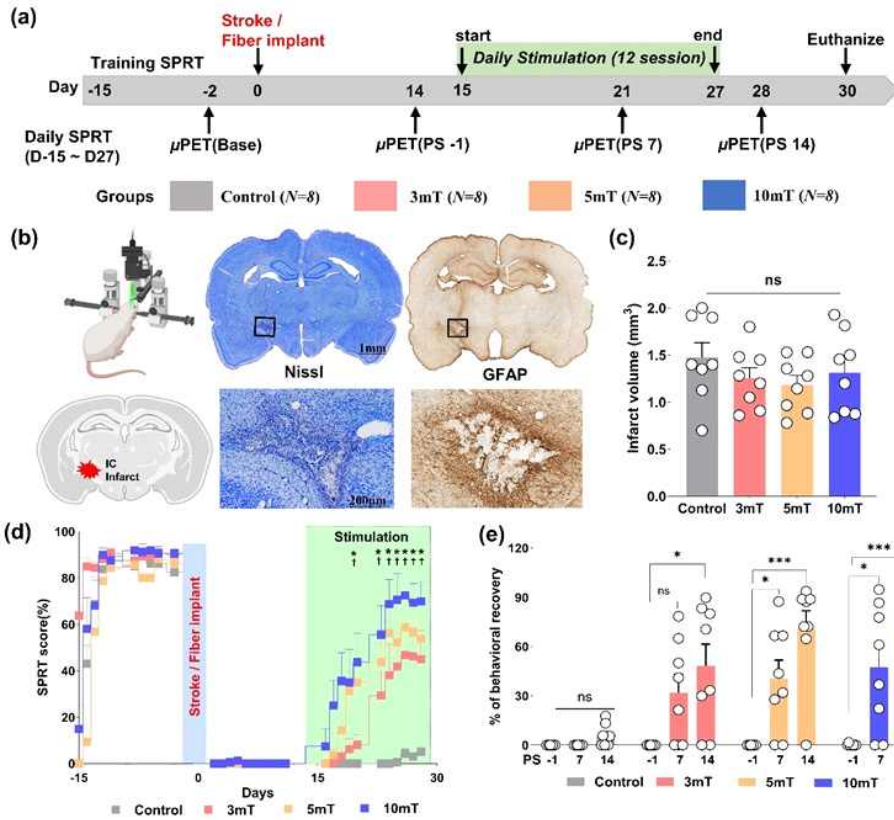 (a)
Stroke /
Fiber implant
start
end
Euthanize
Training SPRT
Daily Stimulation (12 session)
Day
-15 -2 0 14 15 21 27 28 30
Daily SPRT
(D-15 ~ D27)
µPET(Base)
µPET(PS -1)
µPET(PS 7)
µPET(PS 14)
Groups
Control (N=8)
3mT (N=8)
5mT (N=8)
10mT (N=8)
(b)
1mm
Nissl
GFAP
IC
Infarct
200µm
(c)
Infarct volume (mm³)
2.5
2.0
1.5
1.0
0.5
0.0
ns
Control 3mT 5mT 10mT
(d)
SPRT score(%)
100
80
60
40
20
0
Stroke / Fiber implant
Stimulation
* * * * * * *
† † † † † † †
-15 0 15 30
Days
Control 3mT 5mT 10mT
(e)
% of behavioral recovery
120
90
60
30
0
ns
ns
*
*
***
*
***
PS -1 7 14 -1 7 14 -1 7 14 -1 7
Control 3mT 5mT 10mT